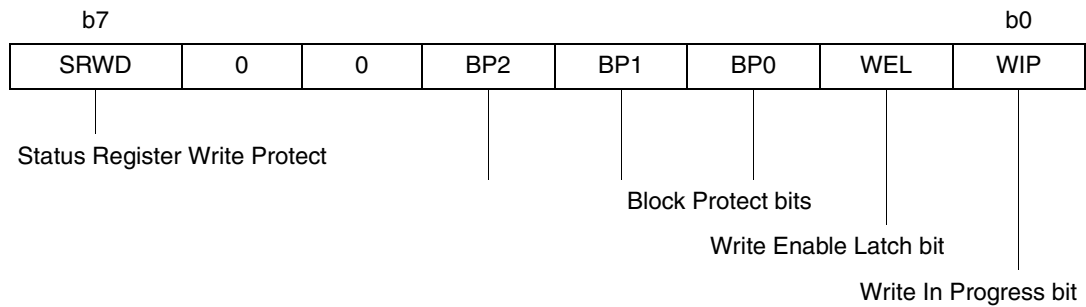 b7 b0
SRWD 0 0 BP2 BP1 BP0 WEL WIP
Status Register Write Protect
Block Protect bits
Write Enable Latch bit
Write In Progress bit